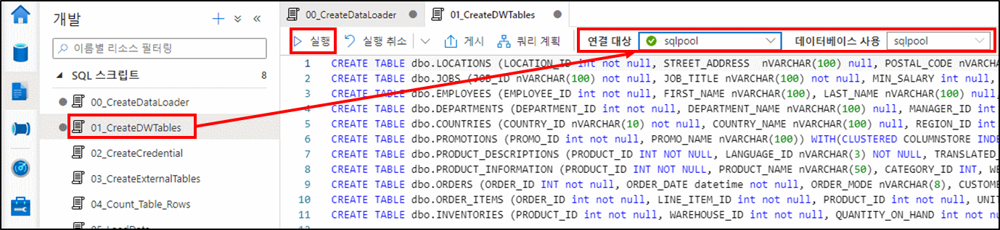 개발
이름별 리소스 필터링
SQL 스크립트 8
00_CreateDataLoader
01_CreateDWTables
02_CreateCredential
03_CreateExternalTables
04_Count_Table_Rows
00_CreateDataLoader 01_CreateDWTables
실행 실행 취소 게시 쿼리 계획 연결 대상 sqlpool 데이터베이스 사용 sqlpool
1 CREATE TABLE dbo.LOCATIONS (LOCATION_ID int not null, STREET_ADDRESS nVARCHAR(100) null, POSTAL_CODE nVARCHA
2 CREATE TABLE dbo.JOBS (JOB_ID nVARCHAR(100) not null, JOB_TITLE nVARCHAR(100) not null, MIN_SALARY int null,
3 CREATE TABLE dbo.EMPLOYEES (EMPLOYEE_ID int not null, FIRST_NAME nVARCHAR(100), LAST_NAME nVARCHAR(100) null,
4 CREATE TABLE dbo.DEPARTMENTS (DEPARTMENT_ID int not null, DEPARTMENT_NAME nVARCHAR(100) null, MANAGER_ID int
5 CREATE TABLE dbo.COUNTRIES (COUNTRY_ID nVARCHAR(10) not null, COUNTRY_NAME nVARCHAR(100) null, REGION_ID int
6 CREATE TABLE dbo.PROMOTIONS (PROMO_ID int not null, PROMO_NAME nVARCHAR(100)) WITH(CLUSTERED COLUMNSTORE INDE
7 CREATE TABLE dbo.PRODUCT_DESCRIPTIONS (PRODUCT_ID INT NOT NULL, LANGUAGE_ID nVARCHAR(3) NOT NULL, TRANSLATED_
8 CREATE TABLE dbo.PRODUCT_INFORMATION (PRODUCT_ID INT NOT NULL, PRODUCT_NAME nVARCHAR(50), CATEGORY_ID INT, WE
9 CREATE TABLE dbo.ORDERS (ORDER_ID INT not null, ORDER_DATE datetime not null, ORDER_MODE nVARCHAR(8), CUSTOME
10 CREATE TABLE dbo.ORDER_ITEMS (ORDER_ID int not null, LINE_ITEM_ID int not null, PRODUCT_ID int not null, UNIT
11 CREATE TABLE dbo.INVENTORIES (PRODUCT_ID int not null, WAREHOUSE_ID int not null, QUANTITY_ON_HAND int not nu